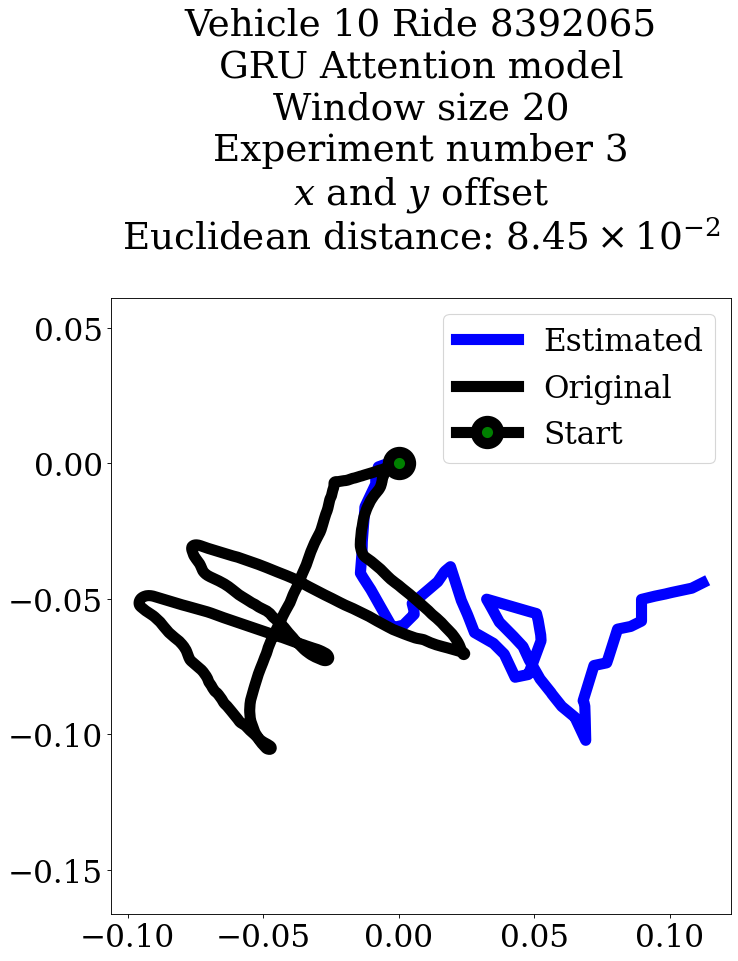 Vehicle 10 Ride 8392065
GRU Attention model
Window size 20
Experiment number 3
x and y offset
Euclidean distance: 8.45 × 10⁻²
Estimated
Original
Start
0.05
0.00
−0.05
−0.10
−0.15
−0.10 −0.05 0.00 0.05 0.10